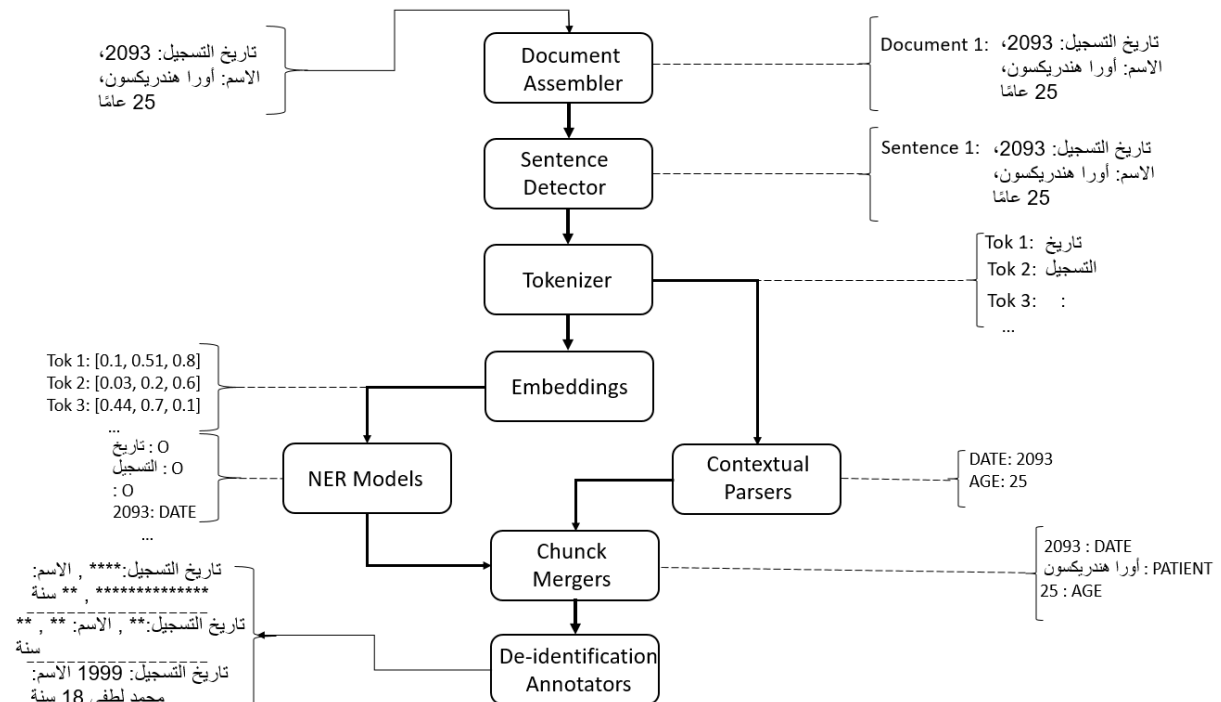 تاريخ التسجيل: 2093،
الاسم: أورا هندريكسون،
25 عامًا
Document
Assembler
Document 1:
تاريخ التسجيل: 2093،
الاسم: أورا هندريكسون،
25 عامًا
Sentence
Detector
Sentence 1:
تاريخ التسجيل: 2093،
الاسم: أورا هندريكسون،
25 عامًا
Tokenizer
Tok 1: تاريخ
Tok 2: التسجيل
Tok 3: :
...
Embeddings
Tok 1: [0.1, 0.51, 0.8]
Tok 2: [0.03, 0.2, 0.6]
Tok 3: [0.44, 0.7, 0.1]
...
NER Models
تاريخ : O
التسجيل : O
: O
2093: DATE
...
Contextual
Parsers
DATE: 2093
AGE: 25
Chunck
Mergers
2093 : DATE
أورا هندريكسون : PATIENT
25 : AGE
De-identification
Annotators
تاريخ التسجيل:**** , الاسم:
************** , ** سنة
تاريخ التسجيل:** , الاسم: ** , **
سنة
تاريخ التسجيل: 1999 الاسم:
محمد لطفي 18 سنة